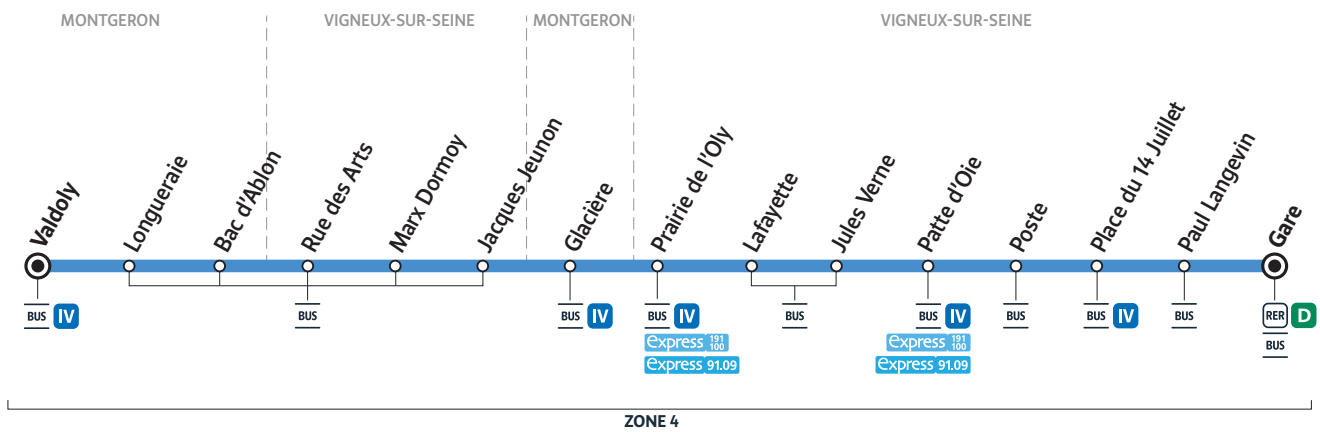 MONTGERON
VIGNEUX-SUR-SEINE
MONTGERON
VIGNEUX-SUR-SEINE
Valdoly
Longueraie
Bac d'Ablon
Rue des Arts
Marx Dormoy
Jacques Jeunon
Glacière
Prairie de l'Oly
Lafayette
Jules Verne
Patte d'Oie
Poste
Place du 14 Juillet
Paul Langevin
Gare
BUS IV
BUS
BUS IV
BUS IV
express 191 100
express 91.09
BUS
BUS IV
express 191 100
express 91.09
BUS
BUS IV
BUS
RER D
BUS
ZONE 4